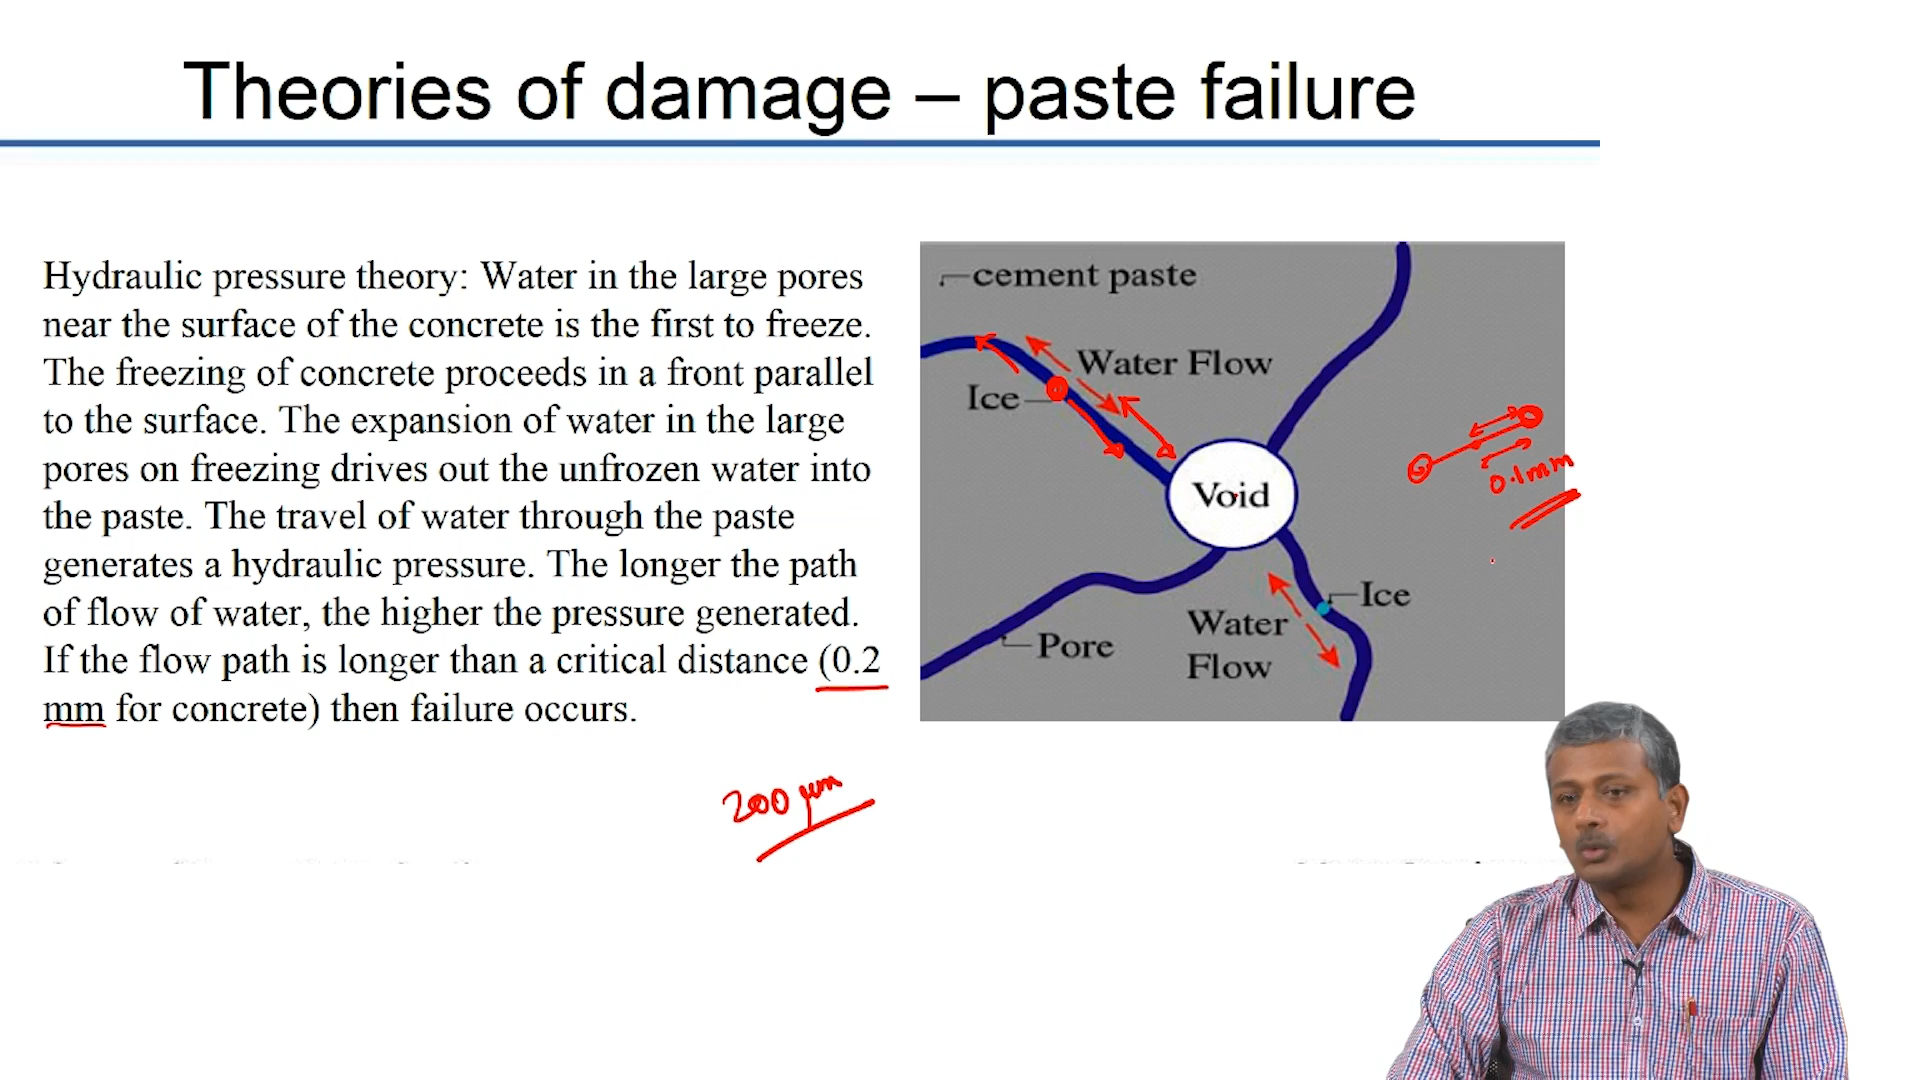 Theories of damage – paste failure
Hydraulic pressure theory: Water in the large pores
near the surface of the concrete is the first to freeze.
The freezing of concrete proceeds in a front parallel
to the surface. The expansion of water in the large
pores on freezing drives out the unfrozen water into
the paste. The travel of water through the paste
generates a hydraulic pressure. The longer the path
of flow of water, the higher the pressure generated.
If the flow path is longer than a critical distance (0.2
mm for concrete) then failure occurs.
200 μm
cement paste
Water Flow
Ice
Void
Ice
Water
Flow
Pore
0.1mm